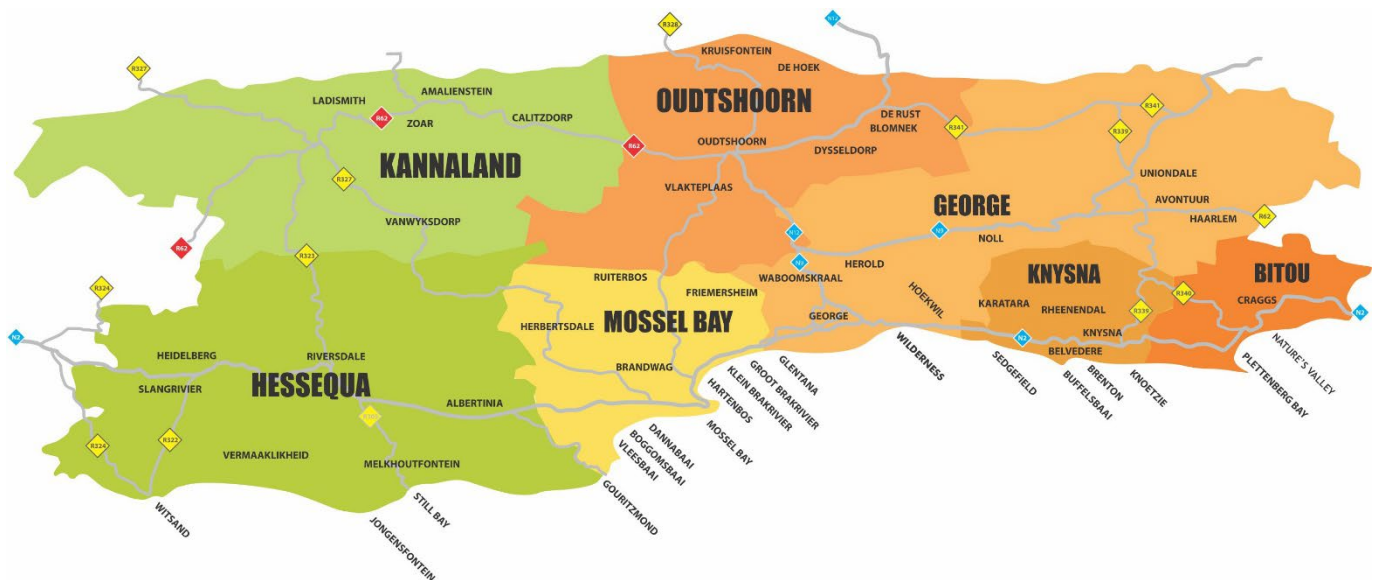 R328
N12
KRUISFONTEIN
DE HOEK
R327
AMALIENSTEIN
LADISMITH
R62
ZOAR
CALITZDORP
OUDTSHOORN
DE RUST
BLOMNEK
R341
R341
R339
KANNALAND
R62
OUDTSHOORN
DYSSELDORP
R327
VLAKTEPLAAS
UNIONDALE
VANWYKSDORP
GEORGE
AVONTUUR
HAARLEM
R62
N12
N9
NOLL
R62
R323
N9
HEROLD
RUITERBOS
WABOOMSKRAAL
KNYSNA
BITOU
R324
FRIEMERSHEIM
HOEKWIL
KARATARA
RHEENENDAL
R340
CRAGGS
HERBERTSDALE
MOSSEL BAY
GEORGE
R339
N2
N2
KNYSNA
N2
HEIDELBERG
RIVERSDALE
BRANDWAG
GLENTANA
WILDERNESS
SEDGEFIELD
BELVEDERE
NATURE'S VALLEY
SLANGRIVIER
HESSEQUA
GROOT BRAKRIVIER
KLEIN BRAKRIVIER
HARTENBOS
BRENTON
BUFFELSBAAI
KNOETZIE
PLETTENBERG BAY
ALBERTINIA
MOSSEL BAY
R324
R322
DANNABAAI
BOGGOMSBAAI
VLEESBAAI
VERMAAKLIKHEID
MELKHOUTFONTEIN
GOURITZMOND
WITSAND
STILL BAY
JONGENSFONTEIN